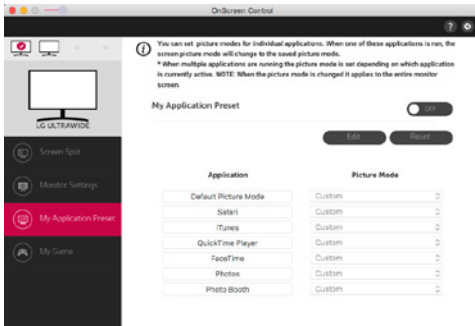 OnScreen Control
?
You can set picture modes for individual applications. When one of these applications is run, the
screen picture mode will change to the saved picture mode.
* When multiple applications are running the picture mode is set depending on which application
is currently active. NOTE: When the picture mode is changed it applies to the entire monitor
screen.
LG ULTRAWIDE
Screen Split
Monitor Settings
My Application Preset
My Game
My Application Preset
OFF
Edit Reset
Application Picture Mode
Default Picture Mode Custom
Safari Custom
iTunes Custom
QuickTime Player Custom
FaceTime Custom
Photos Custom
Photo Booth Custom